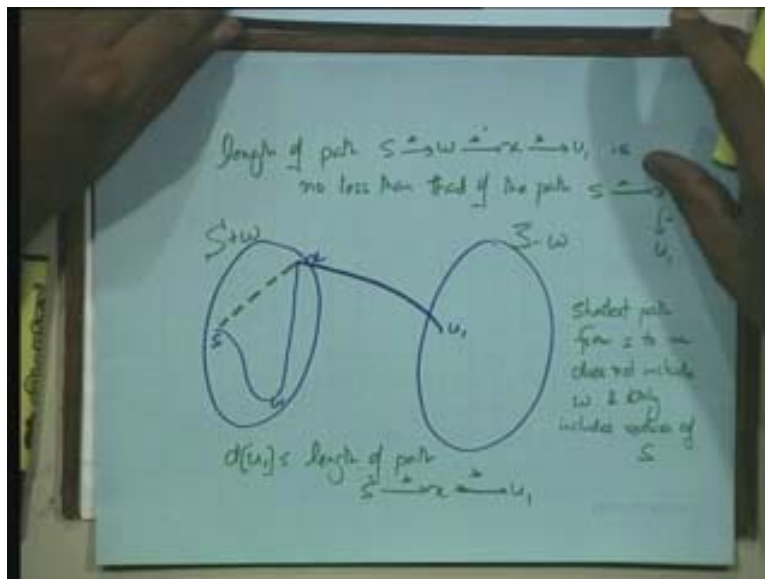 length of path s →* w →* x →* u₁ is
no less than that of the path s →*
u₁
S+w
S̄-w
x
s
w
u₁
shortest path
from s to x
does not include
w & only
includes vertices of
S
d[u₁] ≤ length of path
s →* x →* u₁